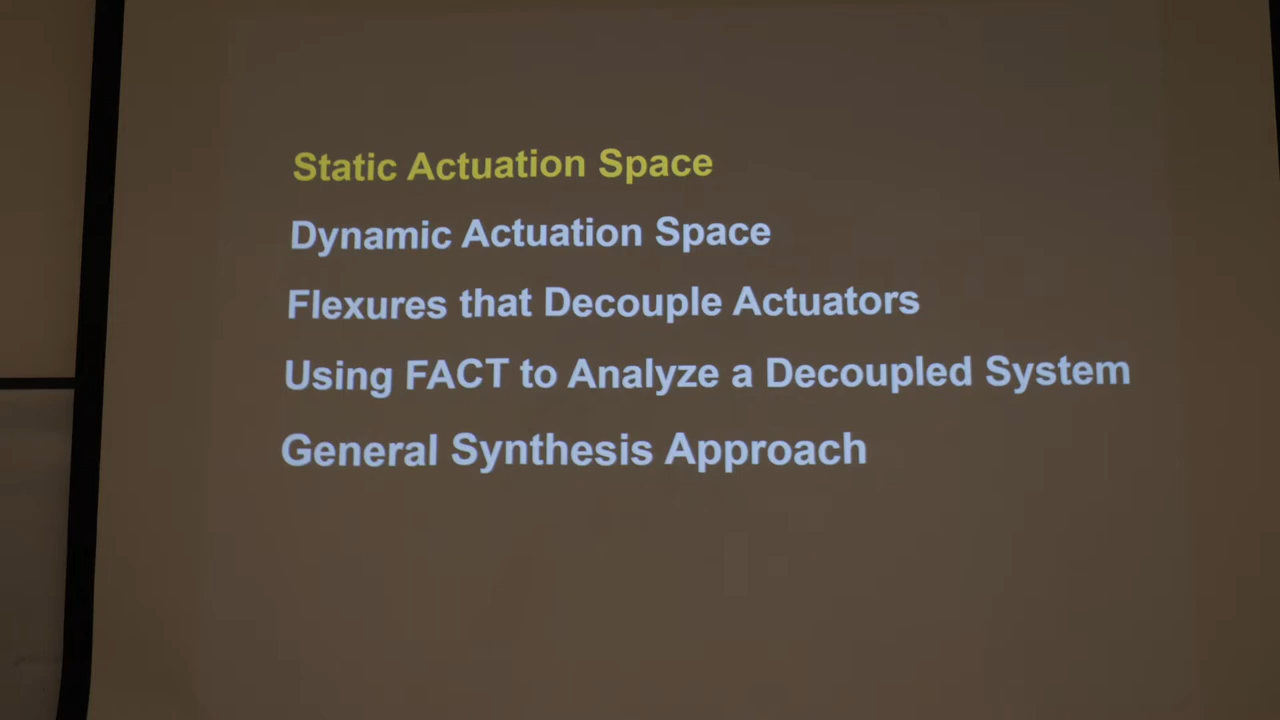 Static Actuation Space
Dynamic Actuation Space
Flexures that Decouple Actuators
Using FACT to Analyze a Decoupled System
General Synthesis Approach